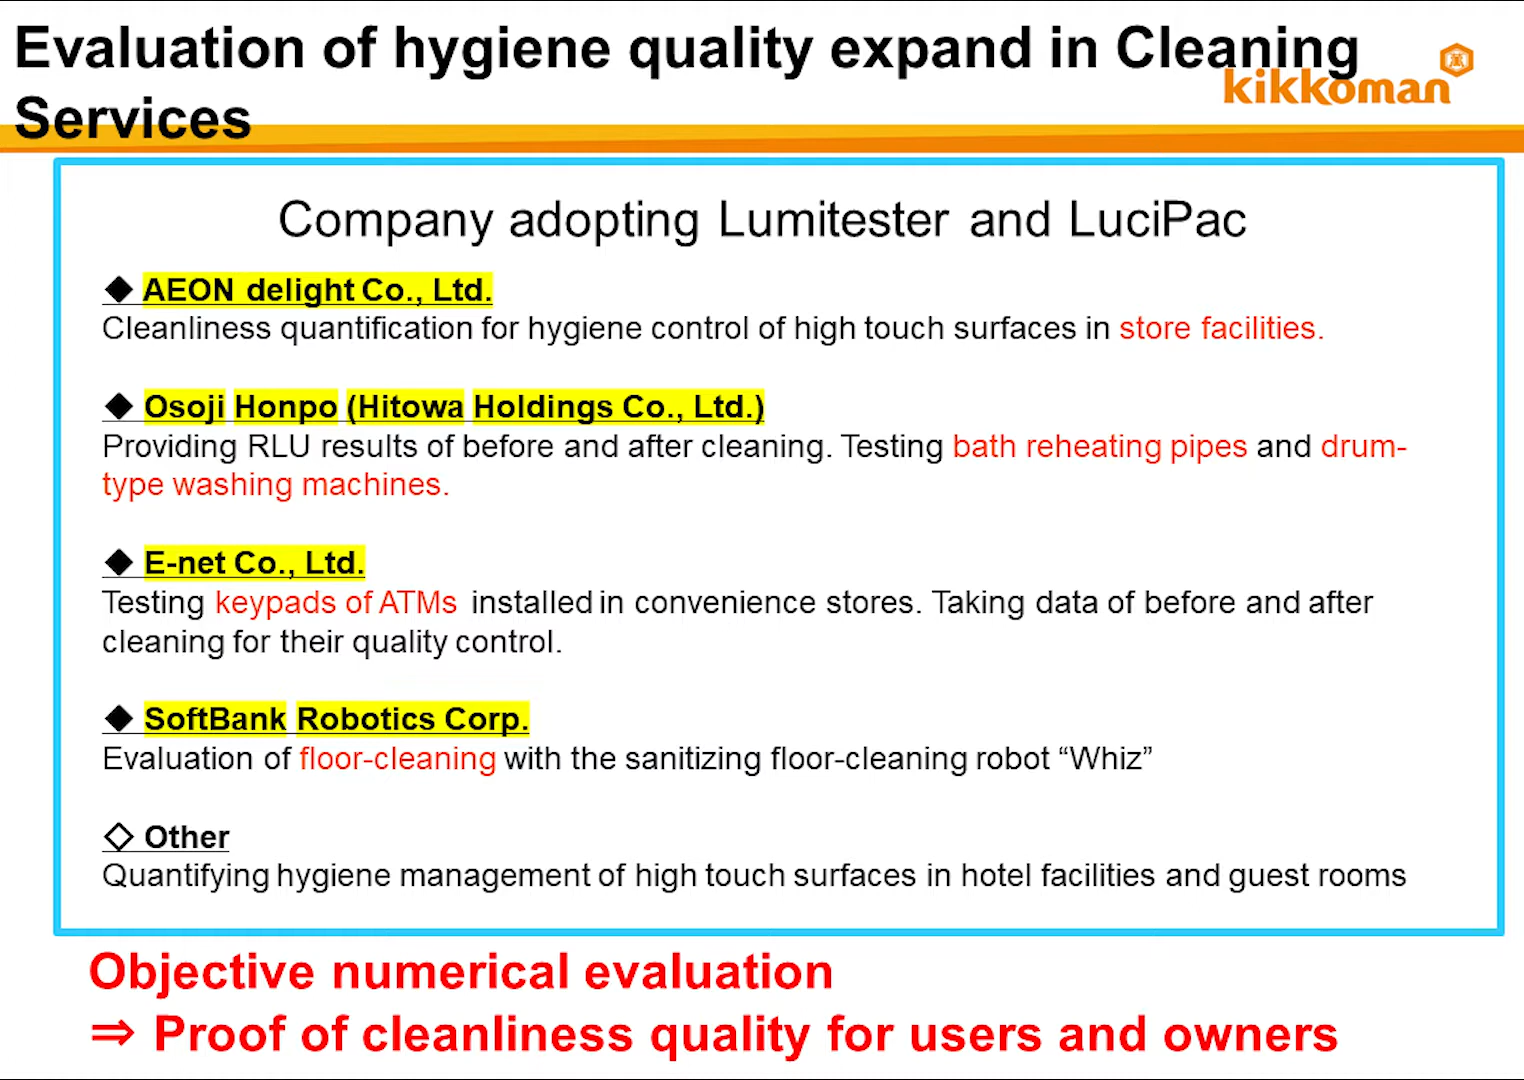 Evaluation of hygiene quality expand in Cleaning
Services
kikkoman
Company adopting Lumitester and LuciPac
◆ AEON delight Co., Ltd.
Cleanliness quantification for hygiene control of high touch surfaces in store facilities.
◆ Osoji Honpo (Hitowa Holdings Co., Ltd.)
Providing RLU results of before and after cleaning. Testing bath reheating pipes and drum-
type washing machines.
◆ E-net Co., Ltd.
Testing keypads of ATMs installed in convenience stores. Taking data of before and after
cleaning for their quality control.
◆ SoftBank Robotics Corp.
Evaluation of floor-cleaning with the sanitizing floor-cleaning robot “Whiz”
◇ Other
Quantifying hygiene management of high touch surfaces in hotel facilities and guest rooms
Objective numerical evaluation
⇒ Proof of cleanliness quality for users and owners